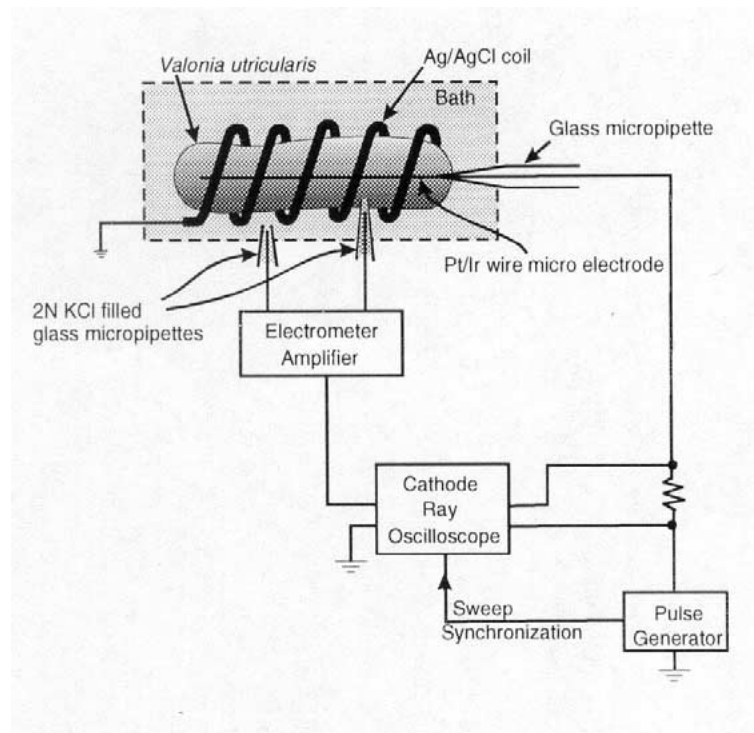 Valonia utricularis
Ag/AgCl coil
Bath
Glass micropipette
Pt/Ir wire micro electrode
2N KCl filled
glass micropipettes
Electrometer
Amplifier
Cathode
Ray
Oscilloscope
Sweep
Synchronization
Pulse
Generator